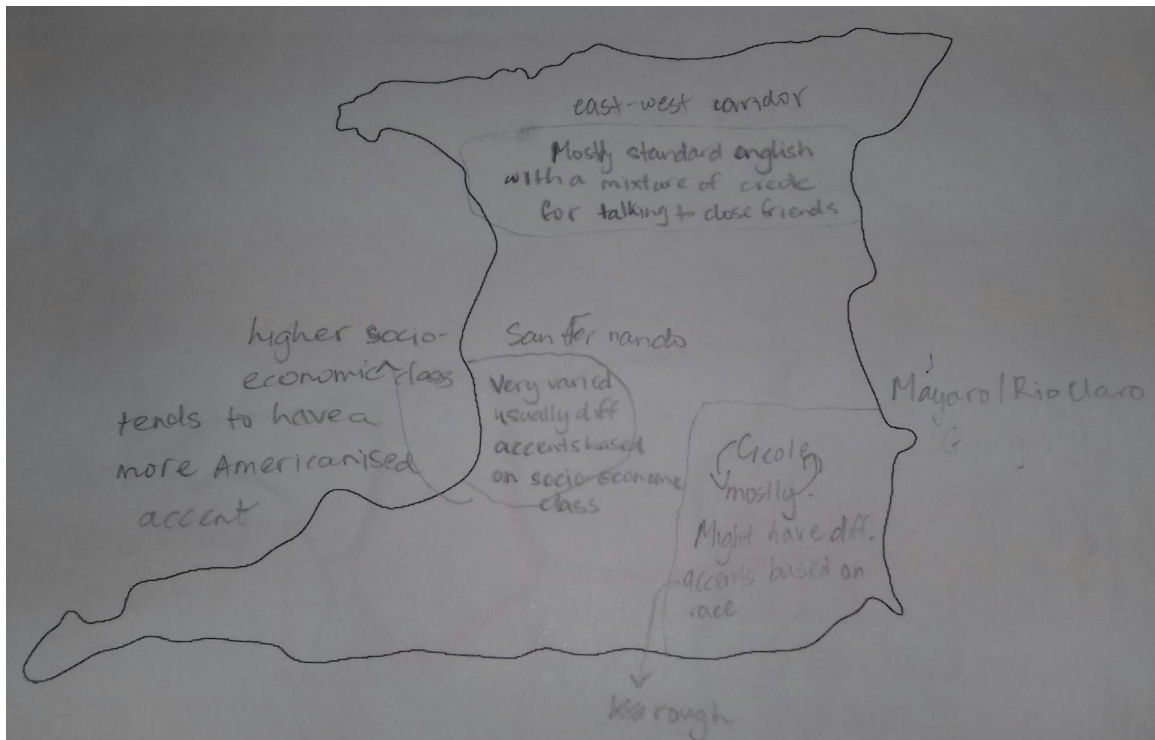 east-west corridor
Mostly standard english
with a mixture of creole
for talking to close friends
higher socio-
economic class
tends to have a
more Americanised
accent
San Fernando
Very varied
usually diff
accents based
on socio-economic
class
Mayaro/Rio Claro
Creole
mostly.
Might have diff.
accents based on
race
rough